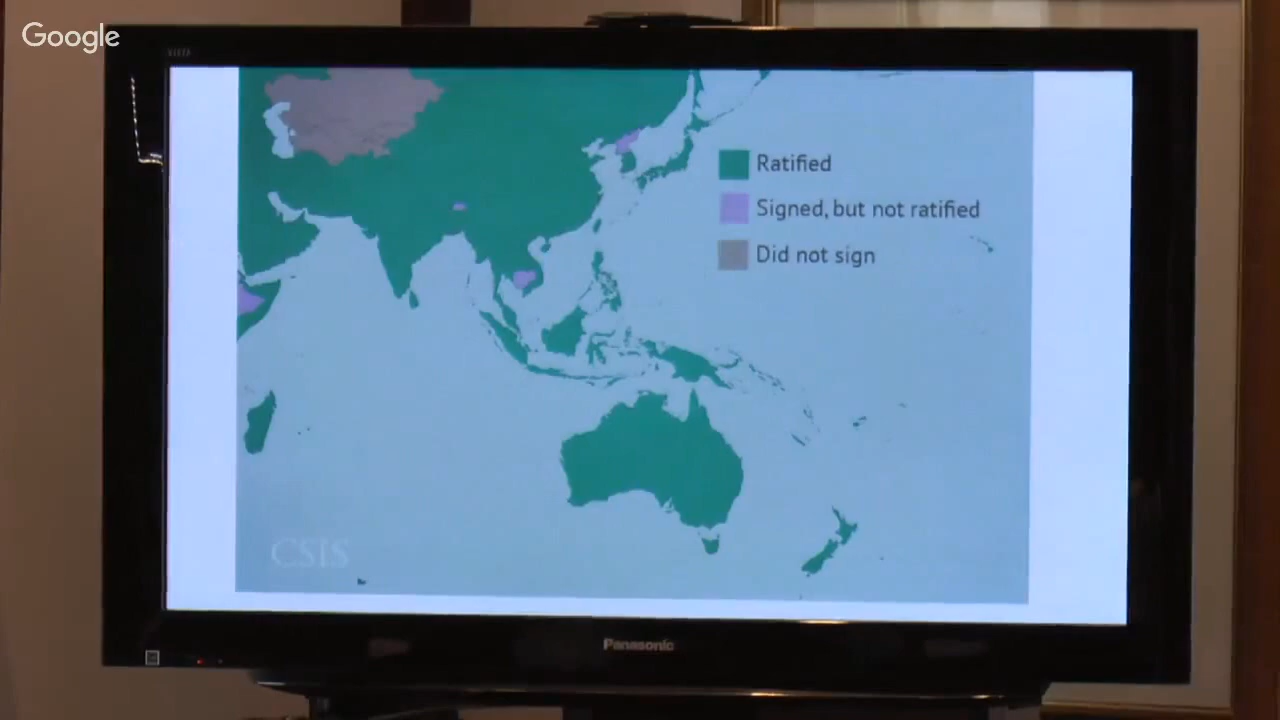 Google
Ratified
Signed, but not ratified
Did not sign
CSIS
Panasonic